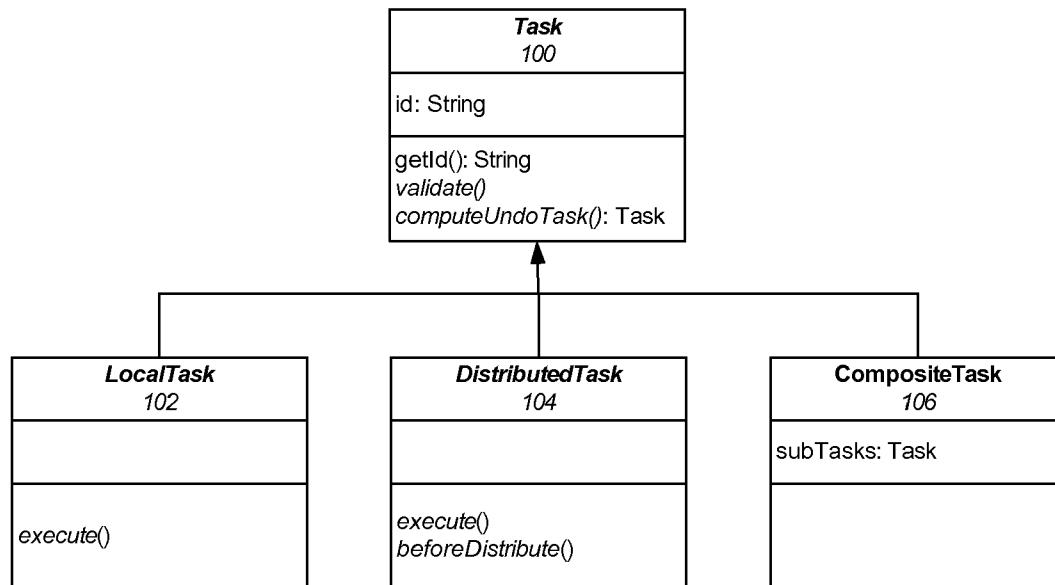 Task
100
id: String
getId(): String
validate()
computeUndoTask(): Task
LocalTask
102
execute()
DistributedTask
104
execute()
beforeDistribute()
CompositeTask
106
subTasks: Task